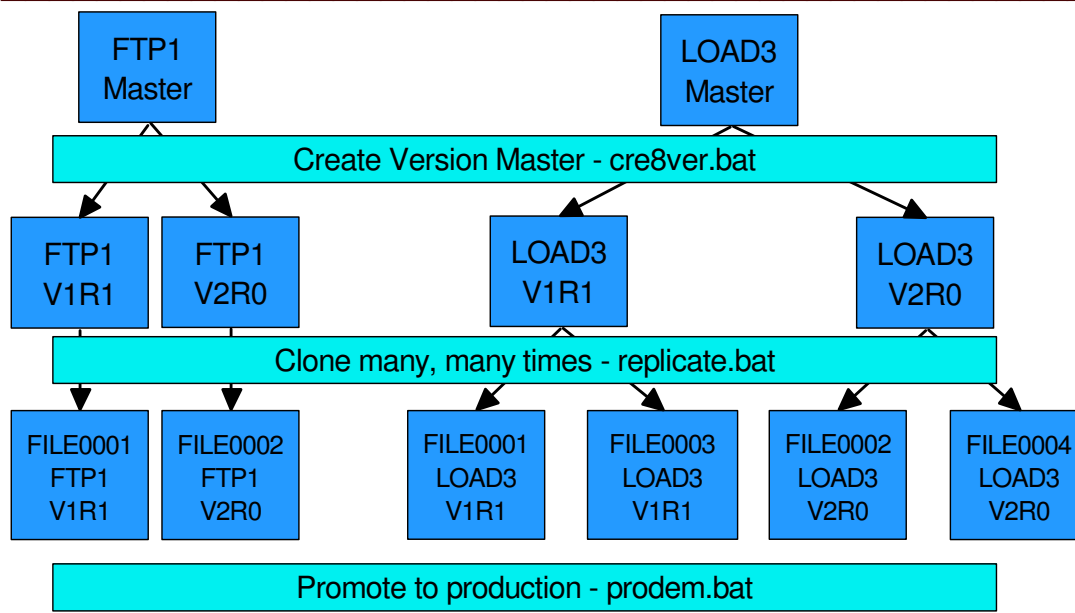 FTP1
Master
LOAD3
Master
Create Version Master - cre8ver.bat
FTP1
V1R1
FTP1
V2R0
LOAD3
V1R1
LOAD3
V2R0
Clone many, many times - replicate.bat
FILE0001
FTP1
V1R1
FILE0002
FTP1
V2R0
FILE0001
LOAD3
V1R1
FILE0003
LOAD3
V1R1
FILE0002
LOAD3
V2R0
FILE0004
LOAD3
V2R0
Promote to production - prodem.bat